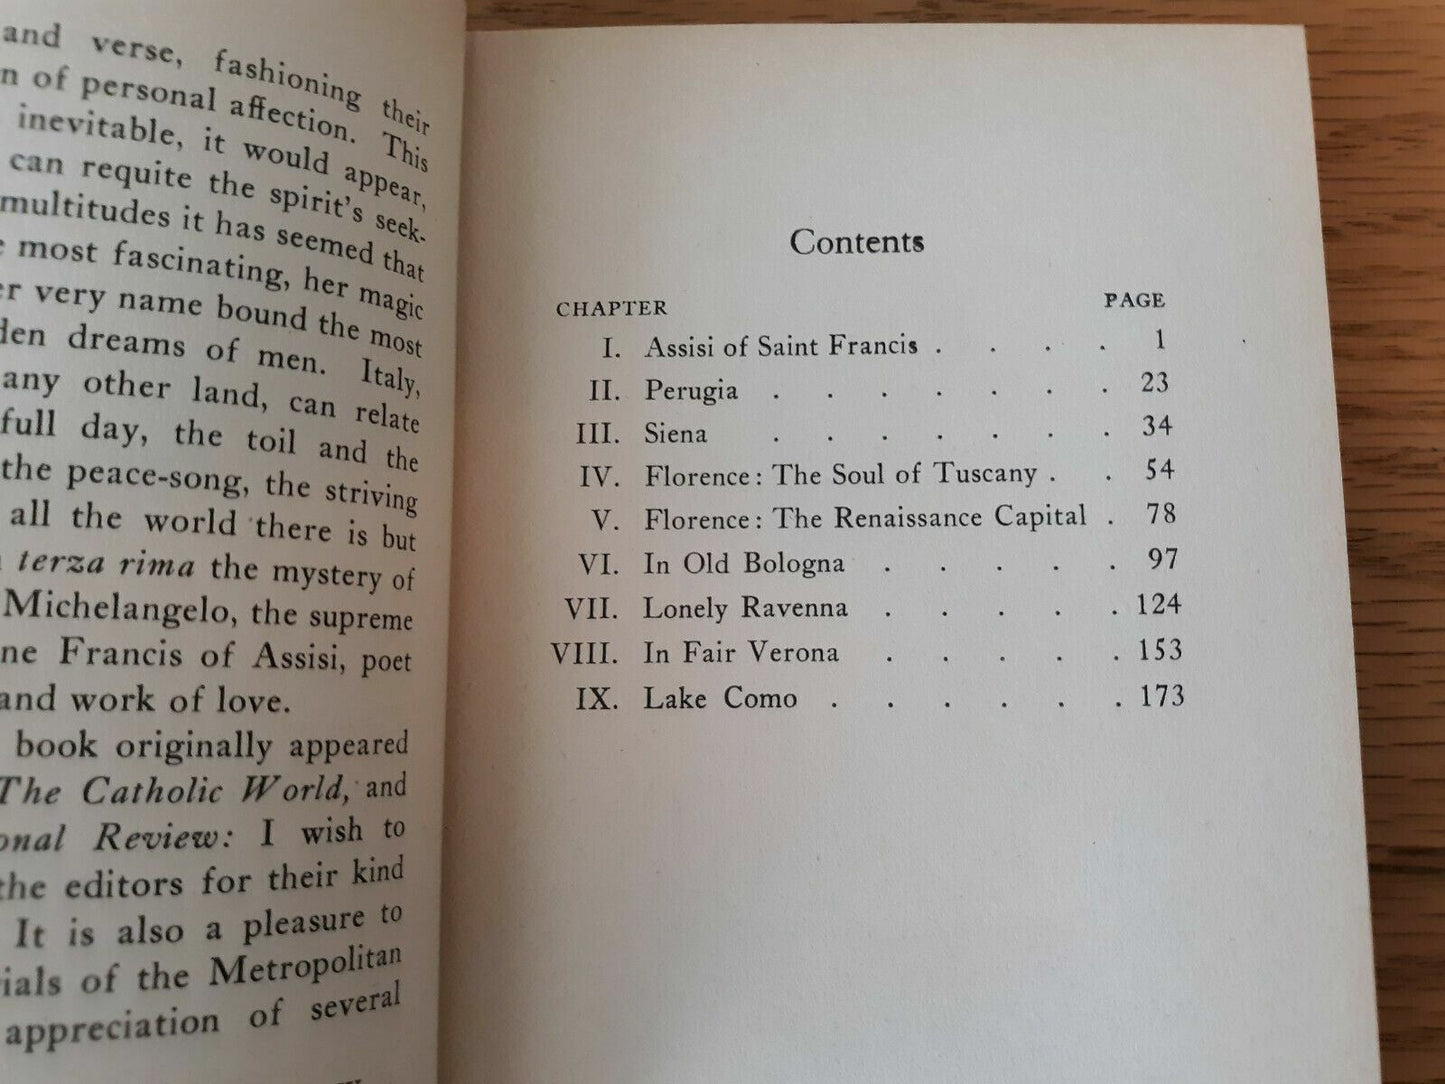 and verse, fashioning their
of personal affection. This
inevitable, it would appear,
can requite the spirit's seek-
multitudes it has seemed that
most fascinating, her magic
very name bound the most
dreams of men. Italy,
any other land, can relate
full day, the toil and the
the peace-song, the striving
all the world there is but
terza rima the mystery of
Michelangelo, the supreme
Francis of Assisi, poet
and work of love.
book originally appeared
The Catholic World, and
Review: I wish to
the editors for their kind
It is also a pleasure to
of the Metropolitan
appreciation of several
Contents
CHAPTER PAGE
I. Assisi of Saint Francis . . . . 1
II. Perugia . . . . . . . 23
III. Siena . . . . . . . 34
IV. Florence: The Soul of Tuscany . . 54
V. Florence: The Renaissance Capital . 78
VI. In Old Bologna . . . . . 97
VII. Lonely Ravenna . . . . . 124
VIII. In Fair Verona . . . . . 153
IX. Lake Como . . . . . . 173